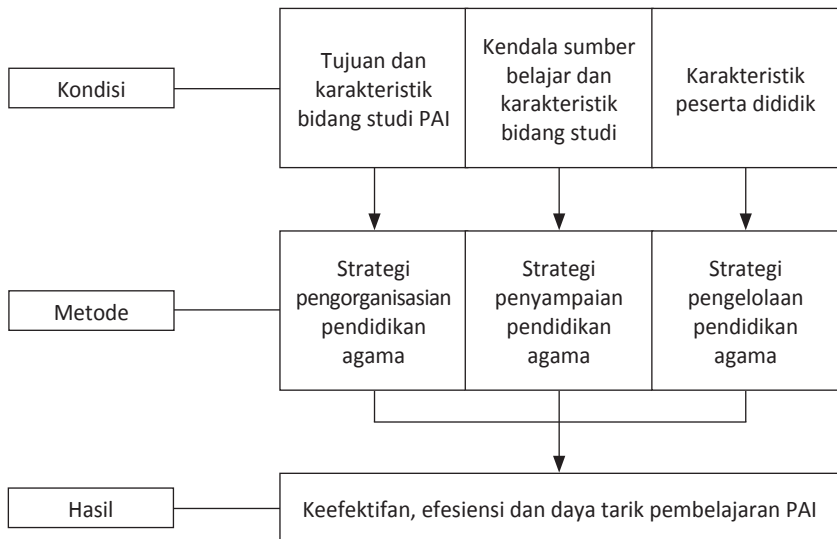 Kondisi
Tujuan dan
karakteristik
bidang studi PAI
Kendala sumber
belajar dan
karakteristik
bidang studi
Karakteristik
peserta dididik
Metode
Strategi
pengorganisasian
pendidikan
agama
Strategi
penyampaian
pendidikan
agama
Strategi
pengelolaan
pendidikan
agama
Hasil
Keefektifan, efesiensi dan daya tarik pembelajaran PAI